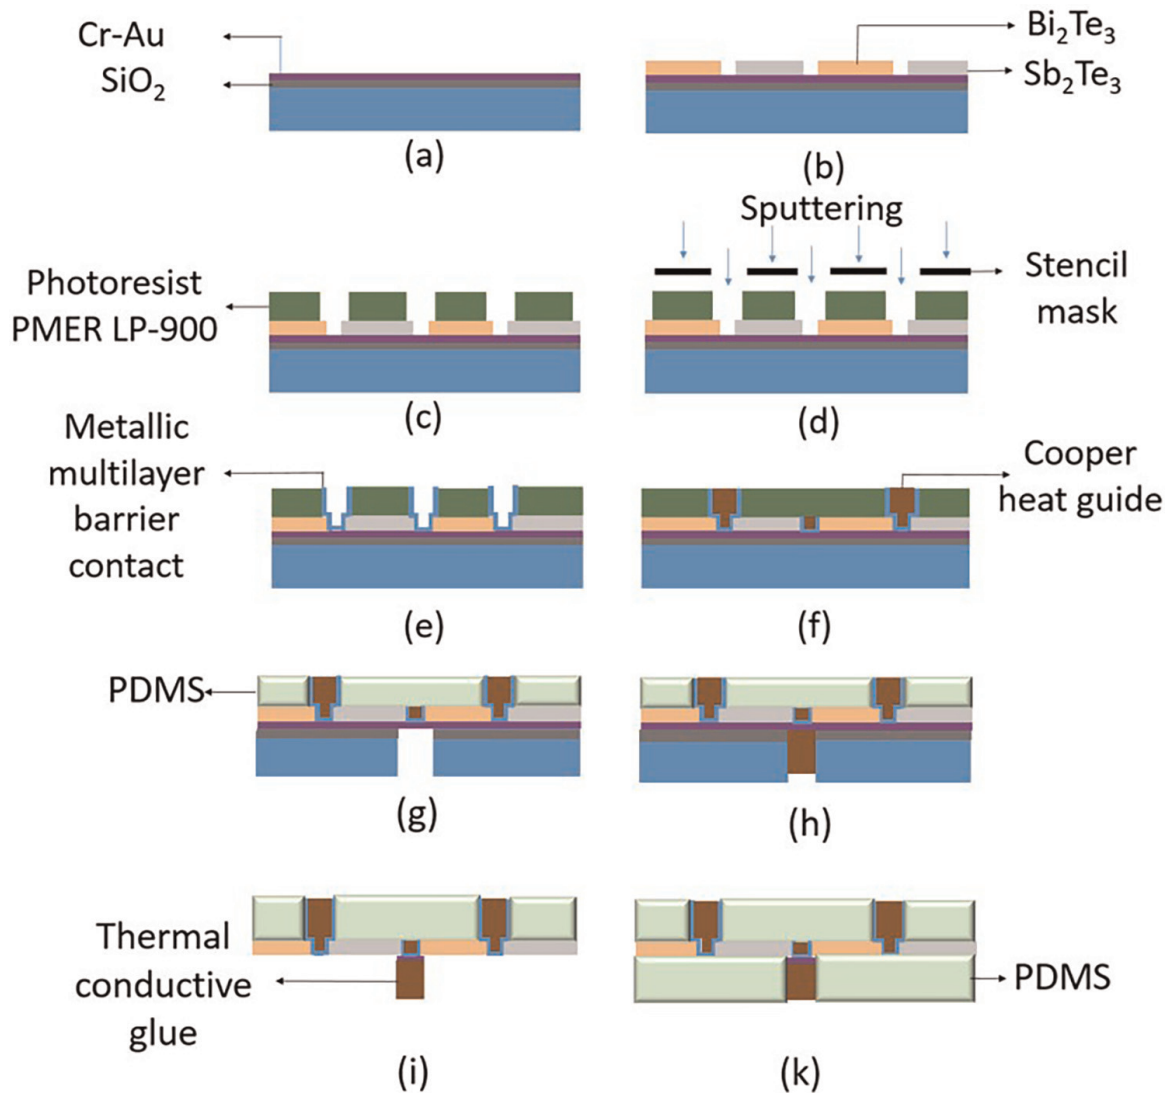 Cr-Au
SiO₂
(a)
Bi₂Te₃
Sb₂Te₃
(b)
Photoresist
PMER LP-900
(c)
Sputtering
Stencil
mask
(d)
Metallic
multilayer
barrier
contact
(e)
Cooper
heat guide
(f)
PDMS
(g)
(h)
Thermal
conductive
glue
(i)
PDMS
(k)